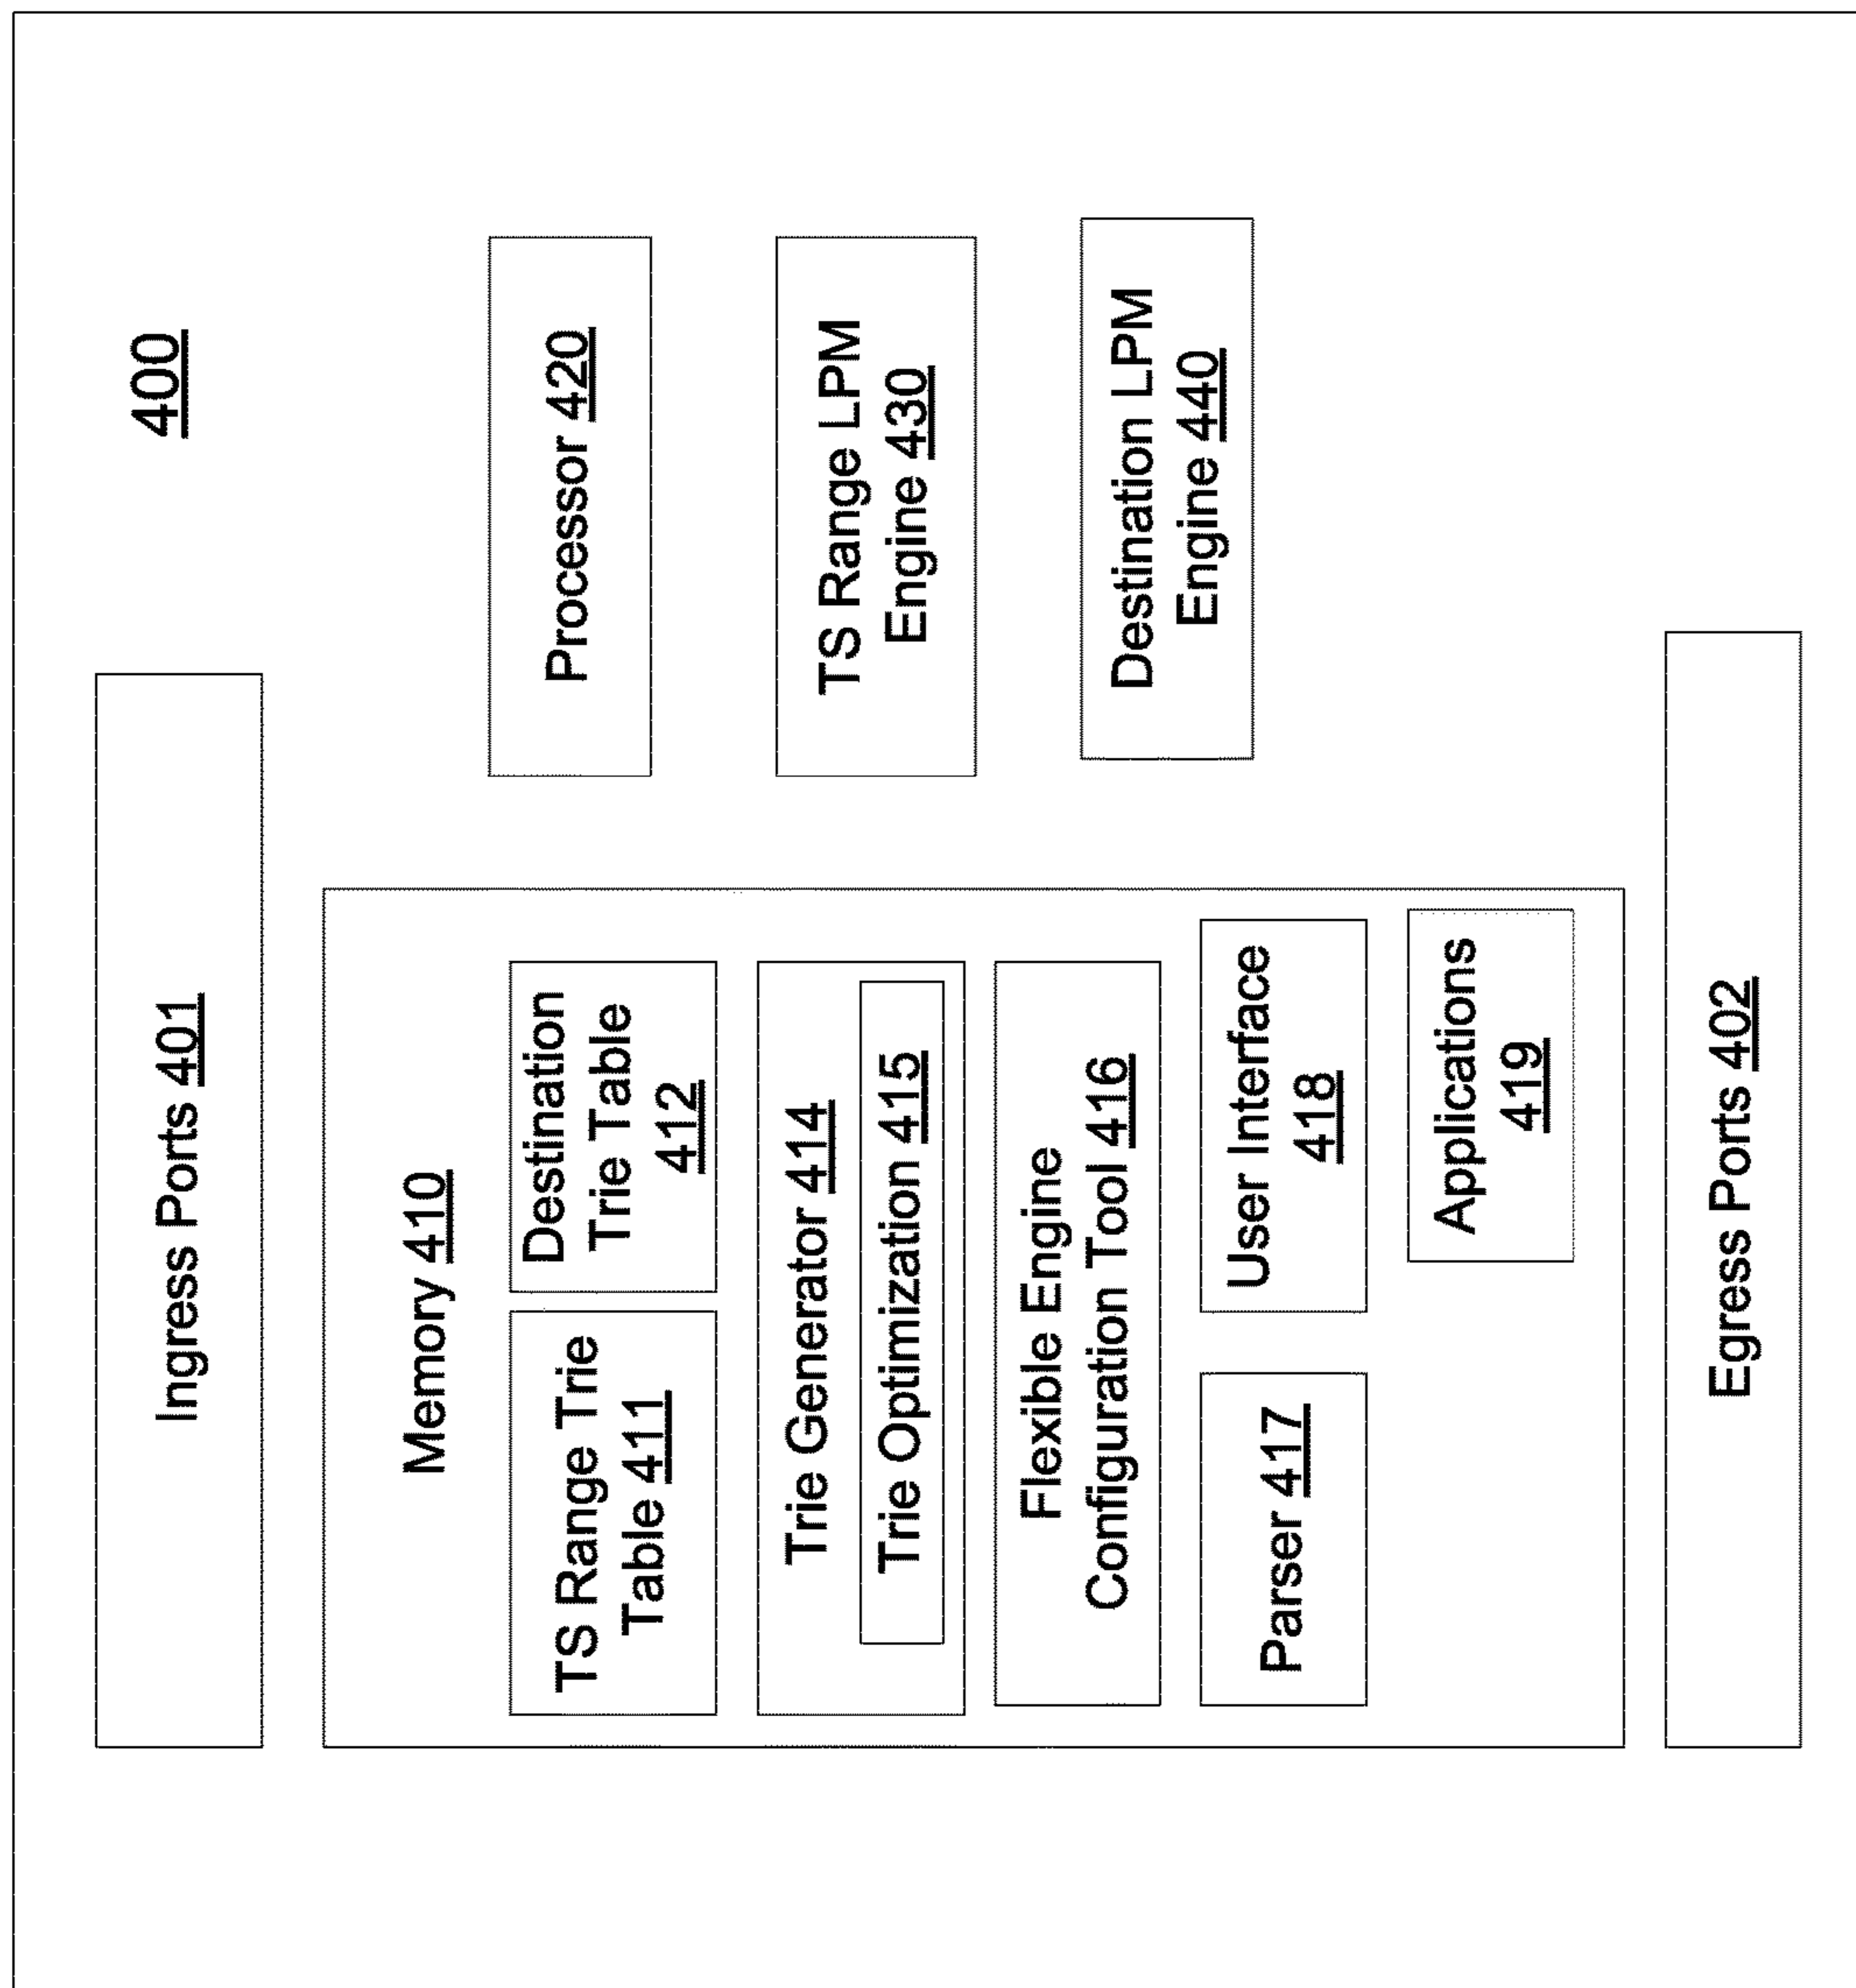 400
Ingress Ports 401
Memory 410
TS Range Trie
Table 411
Destination
Trie Table
412
Trie Generator 414
Trie Optimization 415
Flexible Engine
Configuration Tool 416
Parser 417
User Interface
418
Applications
419
Processor 420
TS Range LPM
Engine 430
Destination LPM
Engine 440
Egress Ports 402